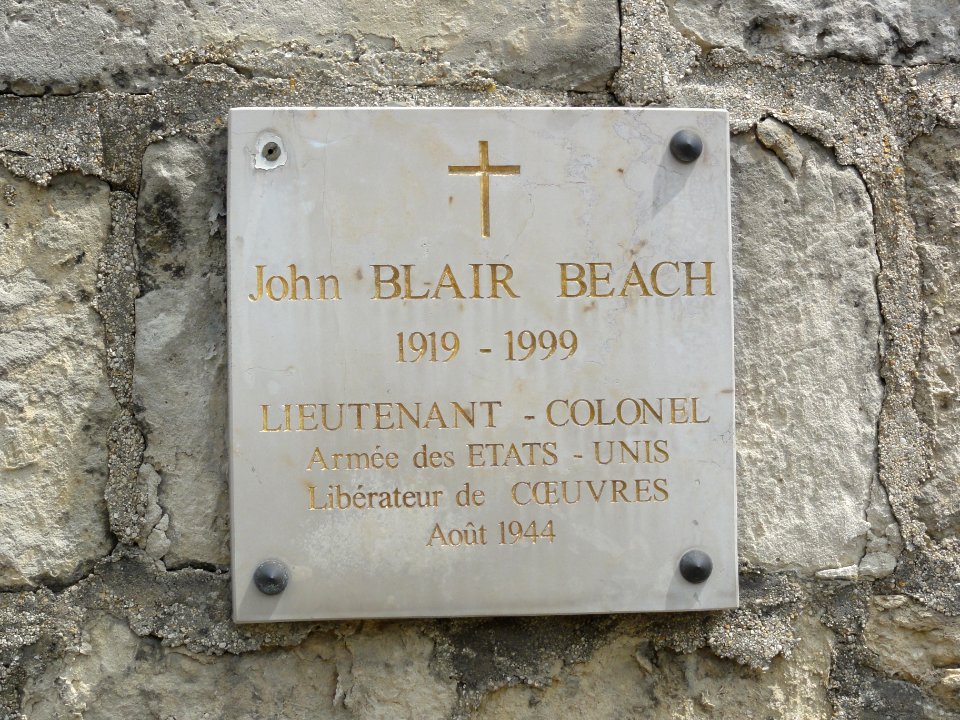 John BLAIR BEACH
1919 - 1999
LIEUTENANT - COLONEL
Armée des ETATS - UNIS
Libérateur de CŒUVRES
Août 1944